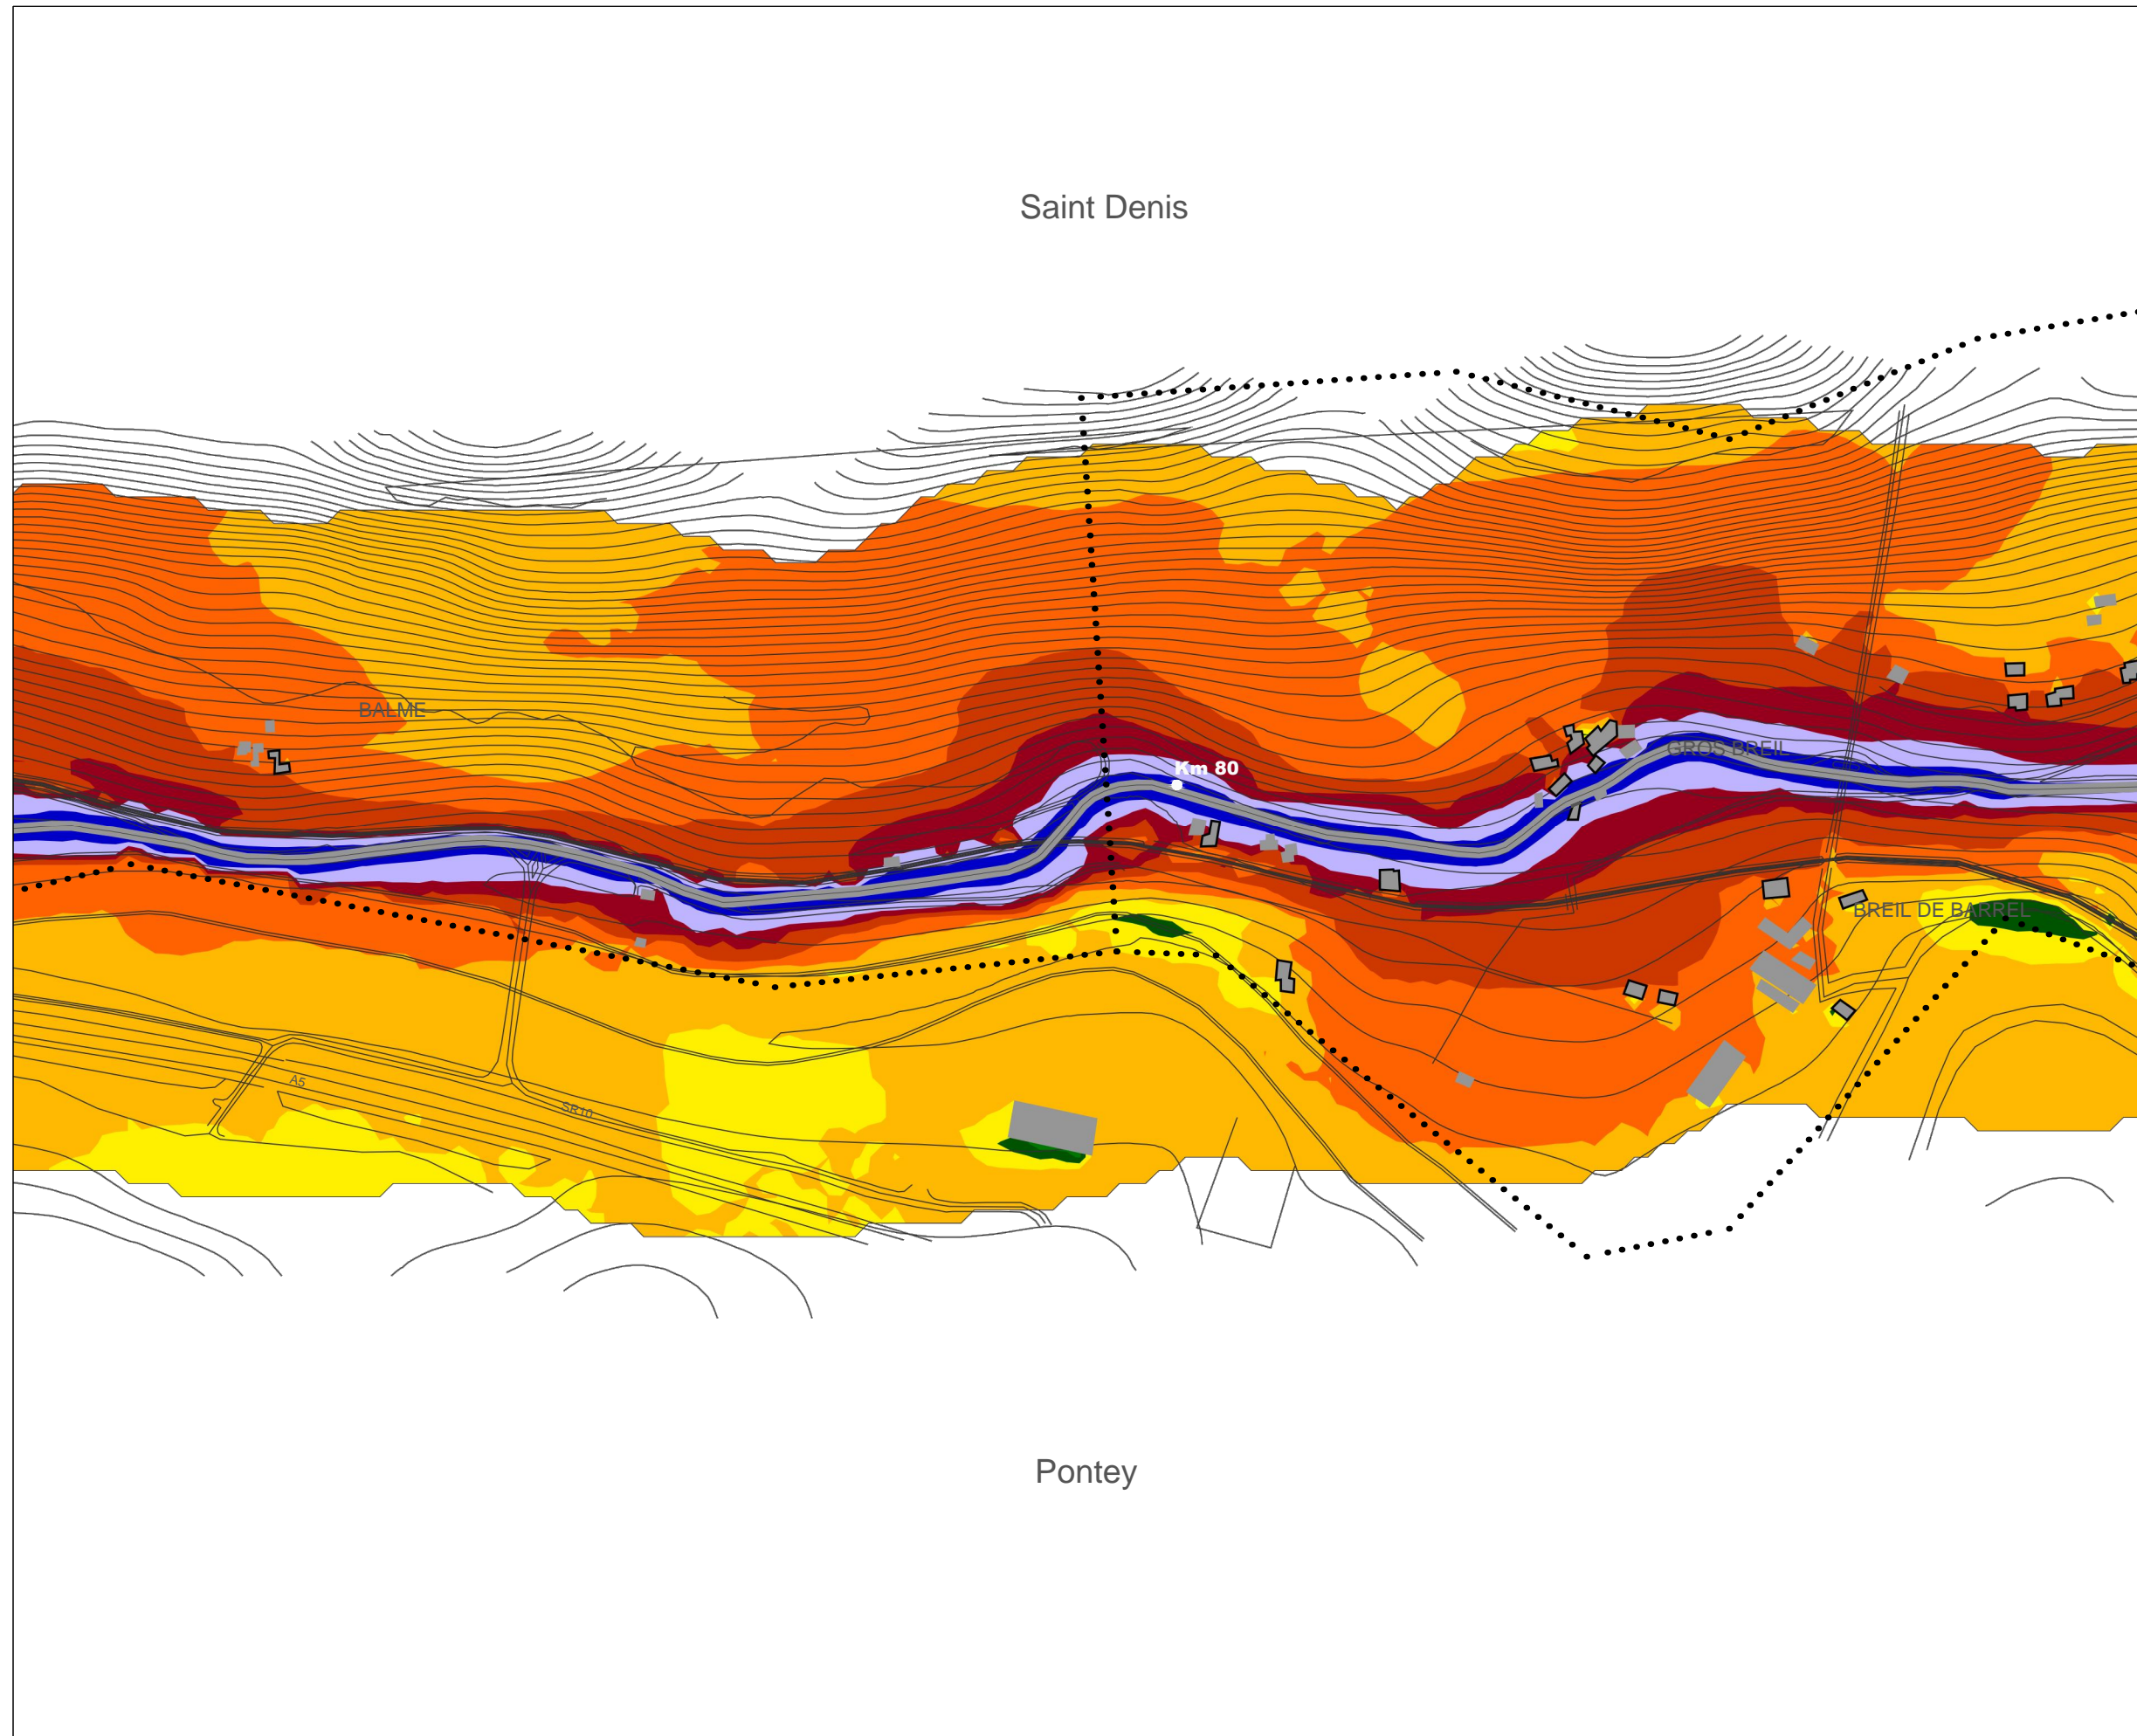 Saint Denis
BALME
GROS BREIL
Km 80
BREIL DE BARREL
A5
SR10
Pontey